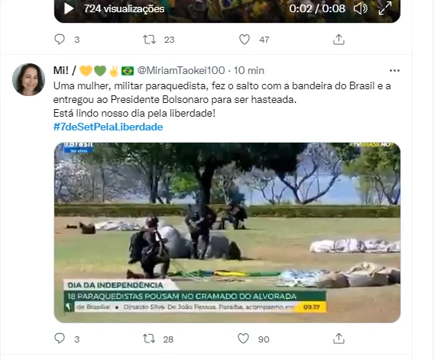 724 visualizações
0:02 / 0:08
3 23 47
Mi! / @MiriamTaokei100 · 10 min
Uma mulher, militar paraquedista, fez o salto com a bandeira do Brasil e a
entregou ao Presidente Bolsonaro para ser hasteada.
Está lindo nosso dia pela liberdade!
#7deSetPelaLiberdade
DIA DA INDEPENDÊNCIA
18 PARAQUEDISTAS POUSAM NO GRAMADO DO ALVORADA
de Brasília! • Dinaldo Silva: De João Pessoa, Paraíba, acompanho em
3 28 90